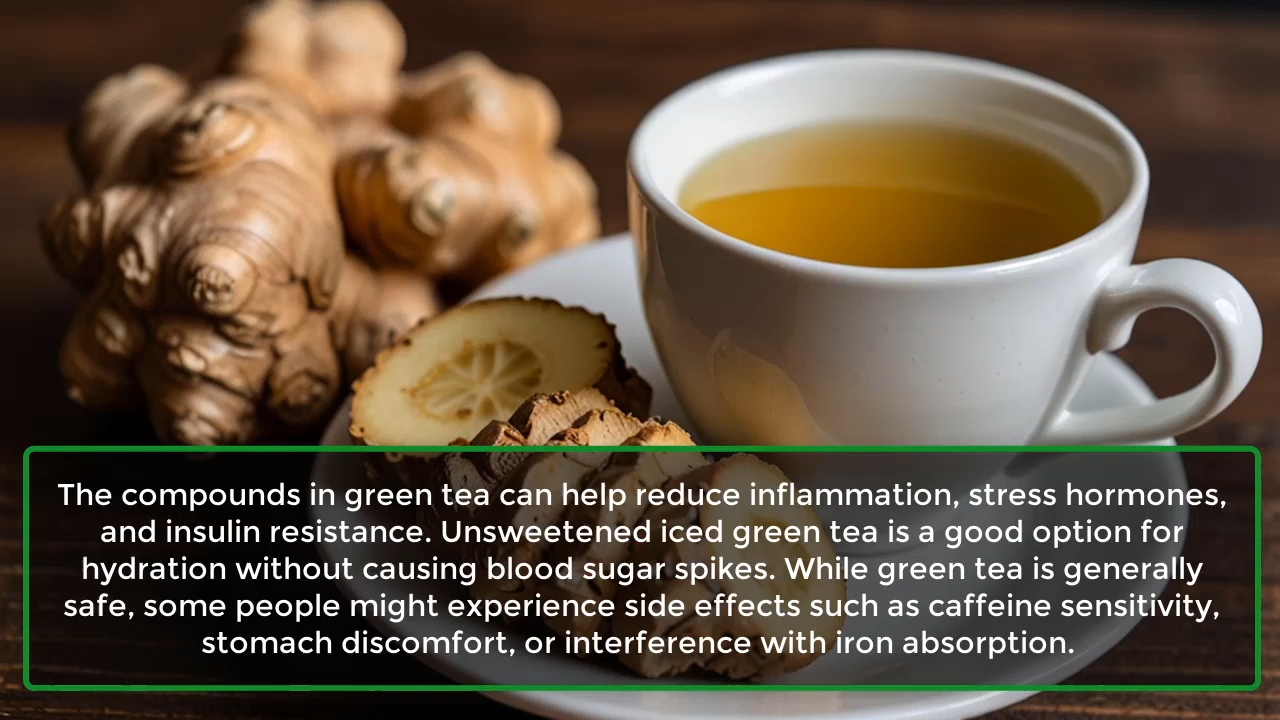 The compounds in green tea can help reduce inflammation, stress hormones,
and insulin resistance. Unsweetened iced green tea is a good option for
hydration without causing blood sugar spikes. While green tea is generally
safe, some people might experience side effects such as caffeine sensitivity,
stomach discomfort, or interference with iron absorption.